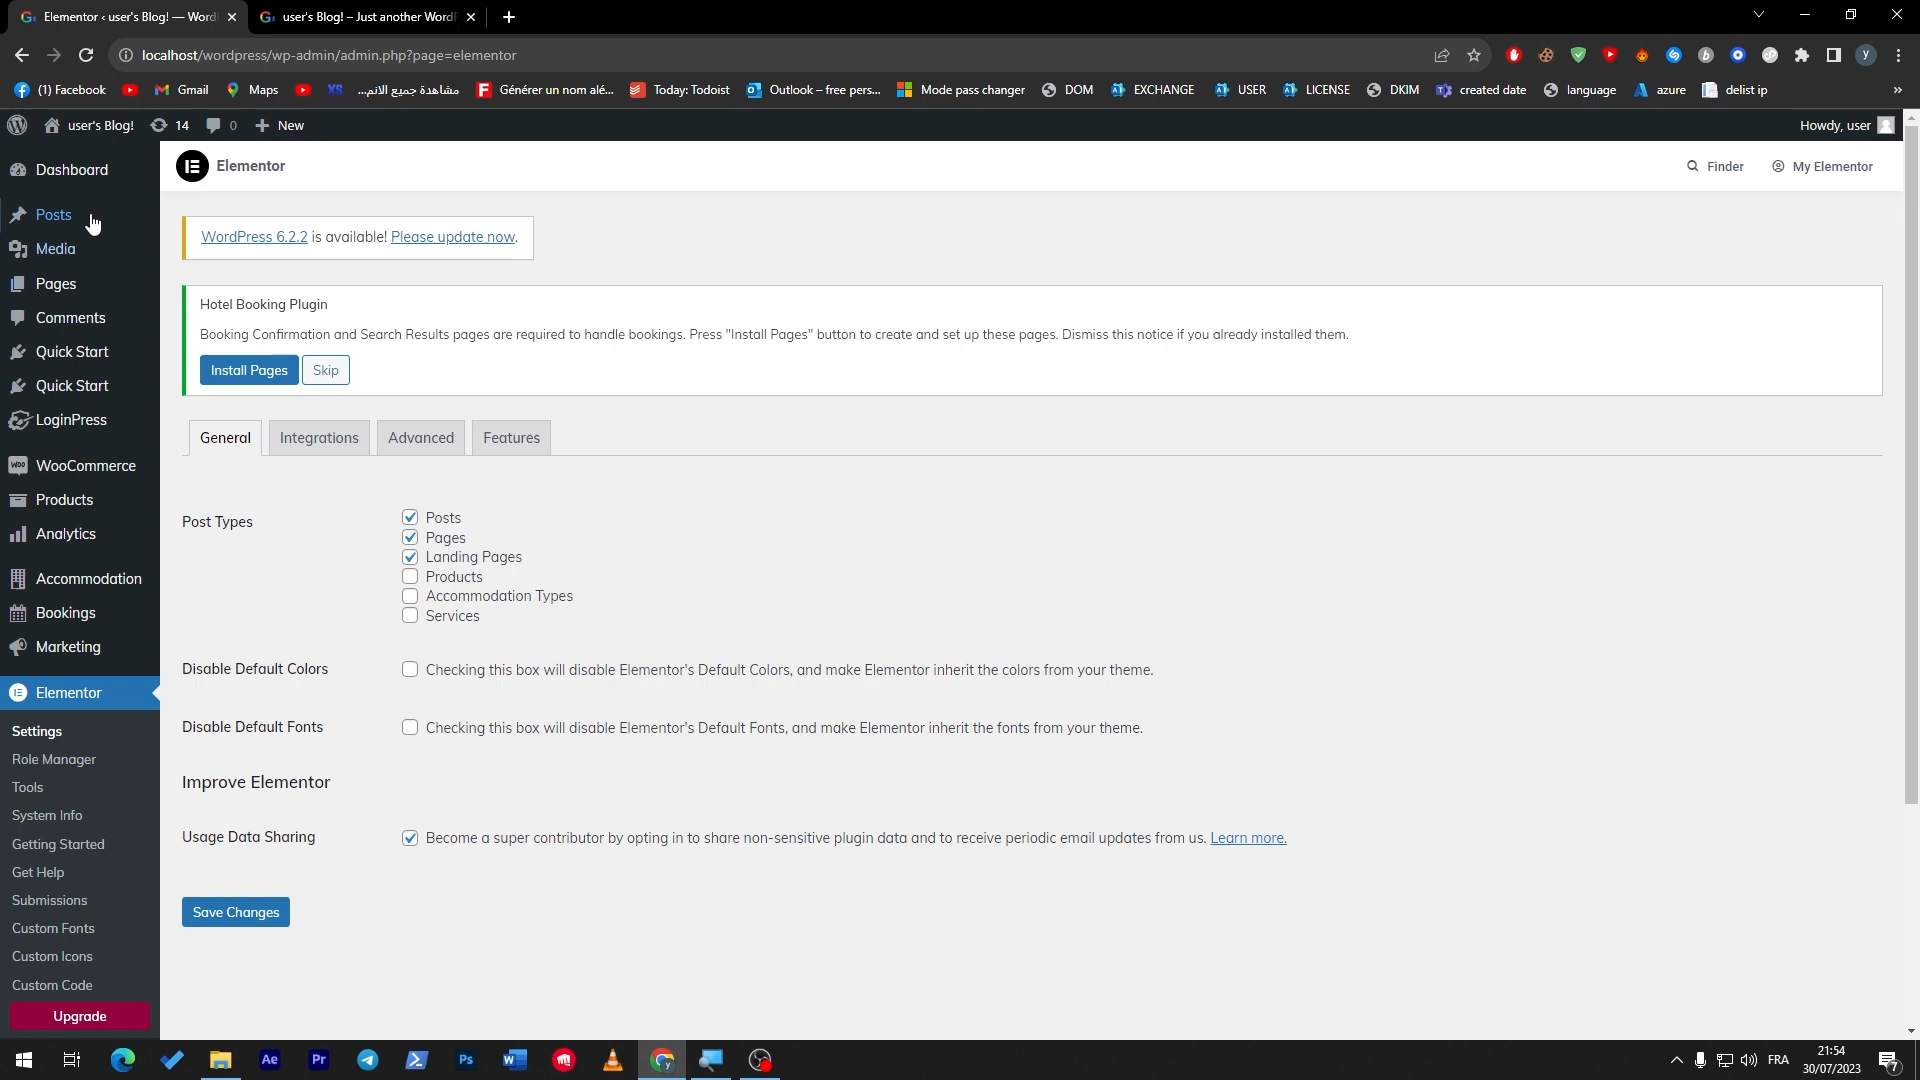 Elementor ‹ user's Blog! — Word
user's Blog! – Just another WordP
localhost/wordpress/wp-admin/admin.php?page=elementor
y
(1) Facebook
Gmail
Maps
XS
مشاهدة جميع الانم...
Générer un nom alé...
Today: Todoist
Outlook – free pers...
Mode pass changer
DOM
EXCHANGE
USER
LICENSE
DKIM
created date
language
azure
delist ip
»
user's Blog!
14
0
New
Howdy, user
Dashboard
Posts
Media
Pages
Comments
Quick Start
Quick Start
LoginPress
WooCommerce
Products
Analytics
Accommodation
Bookings
Marketing
Elementor
Settings
Role Manager
Tools
System Info
Getting Started
Get Help
Submissions
Custom Fonts
Custom Icons
Custom Code
Upgrade
Elementor
Finder
My Elementor
WordPress 6.2.2 is available! Please update now.
Hotel Booking Plugin
Booking Confirmation and Search Results pages are required to handle bookings. Press "Install Pages" button to create and set up these pages. Dismiss this notice if you already installed them.
Install Pages
Skip
General
Integrations
Advanced
Features
Post Types
Posts
Pages
Landing Pages
Products
Accommodation Types
Services
Disable Default Colors
Checking this box will disable Elementor's Default Colors, and make Elementor inherit the colors from your theme.
Disable Default Fonts
Checking this box will disable Elementor's Default Fonts, and make Elementor inherit the fonts from your theme.
Improve Elementor
Usage Data Sharing
Become a super contributor by opting in to share non-sensitive plugin data and to receive periodic email updates from us. Learn more.
Save Changes
Ae
Pr
Ps
FRA
21:54
30/07/2023
7